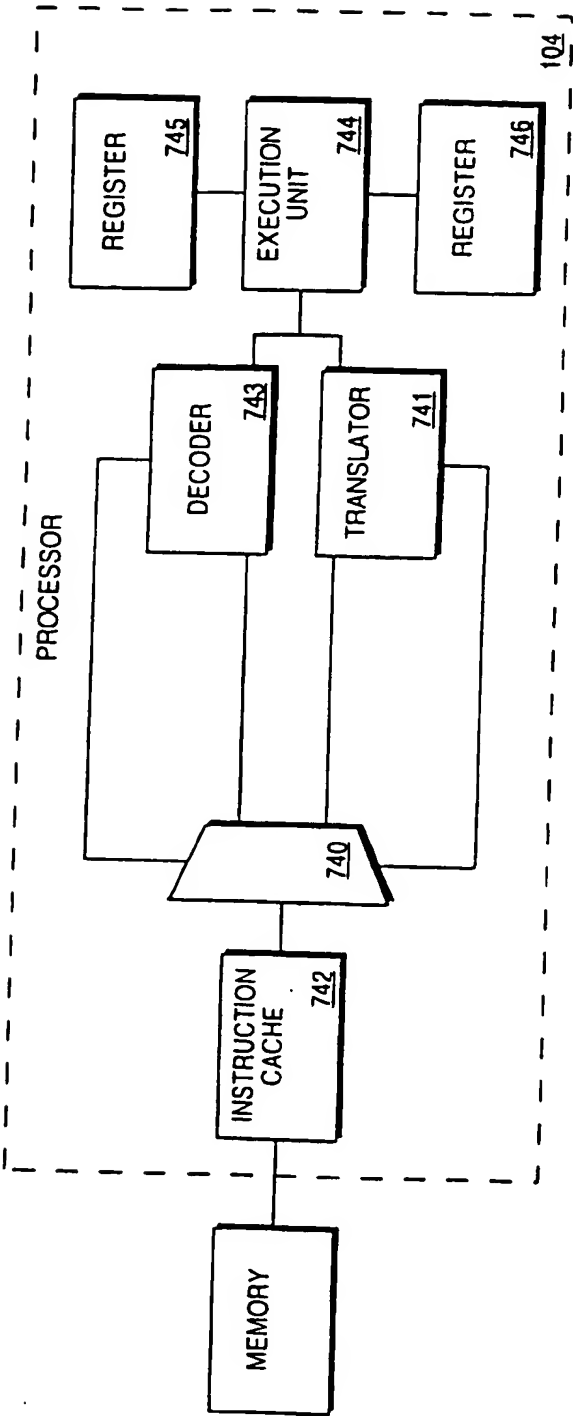 PROCESSOR
104
MEMORY
INSTRUCTION
CACHE
742
740
DECODER
743
TRANSLATOR
741
REGISTER
745
EXECUTION
UNIT
744
REGISTER
746